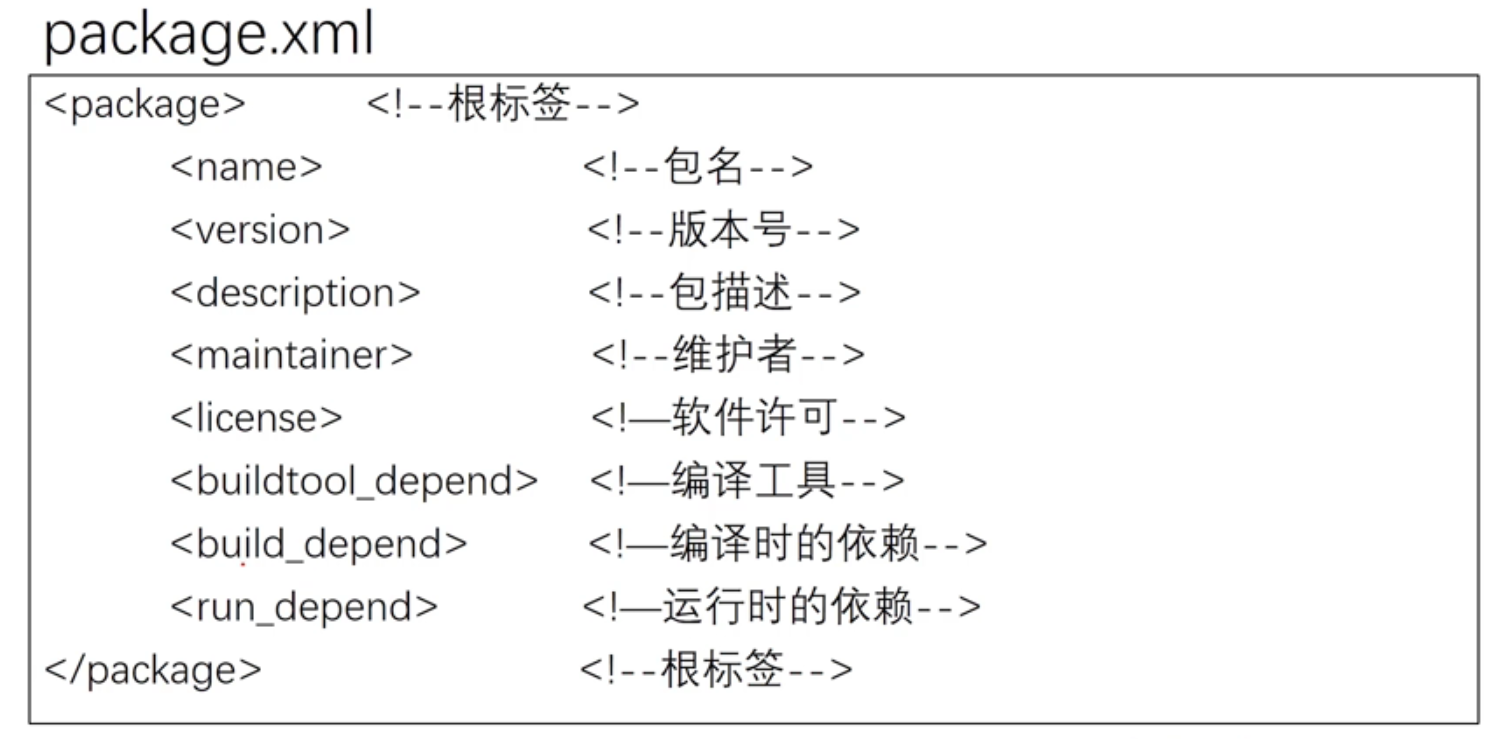 package.xml
<package> <!--根标签-->
<name> <!--包名-->
<version> <!--版本号-->
<description> <!--包描述-->
<maintainer> <!--维护者-->
<license> <!—软件许可-->
<buildtool_depend> <!—编译工具-->
<build_depend> <!—编译时的依赖-->
<run_depend> <!—运行时的依赖-->
</package> <!--根标签-->